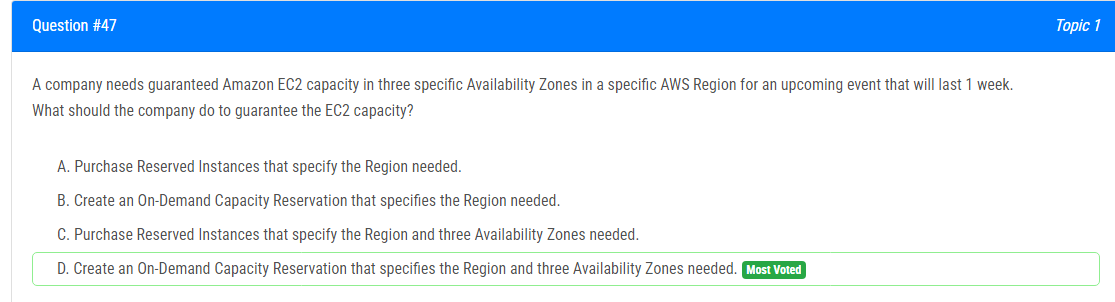 Question #47
Topic 1
A company needs guaranteed Amazon EC2 capacity in three specific Availability Zones in a specific AWS Region for an upcoming event that will last 1 week.
What should the company do to guarantee the EC2 capacity?
A. Purchase Reserved Instances that specify the Region needed.
B. Create an On-Demand Capacity Reservation that specifies the Region needed.
C. Purchase Reserved Instances that specify the Region and three Availability Zones needed.
D. Create an On-Demand Capacity Reservation that specifies the Region and three Availability Zones needed. Most Voted